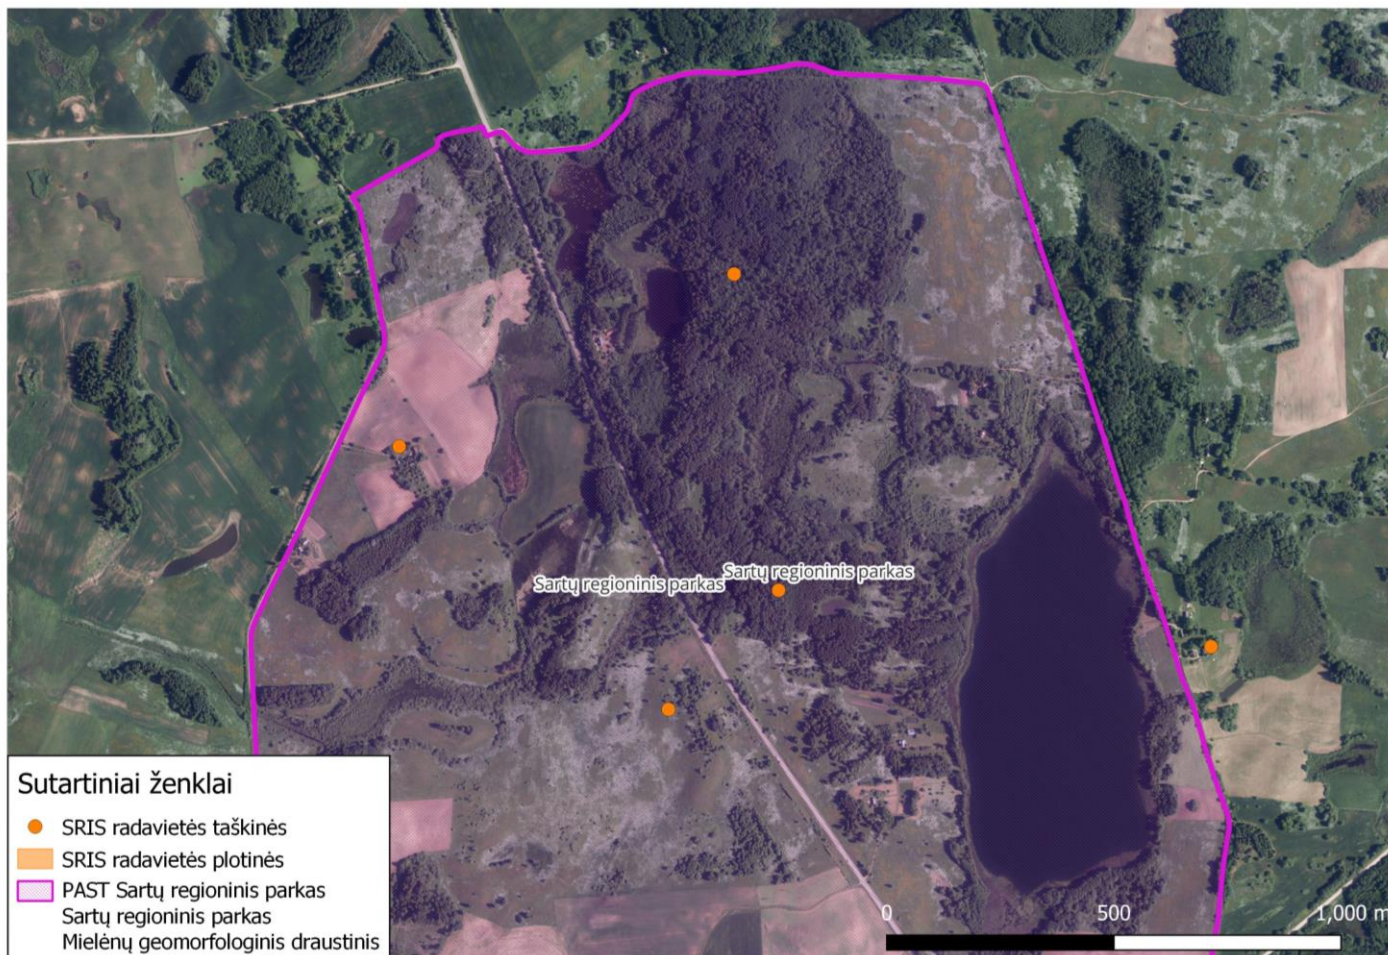 Sartų regioninis parkas
Sartų regioninis parkas
Sutartiniai ženklai
SRIS radavietės taškinės
SRIS radavietės plotinės
PAST Sartų regioninis parkas
Sartų regioninis parkas
Mielėnų geomorfologinis draustinis
0 500 1,000 m